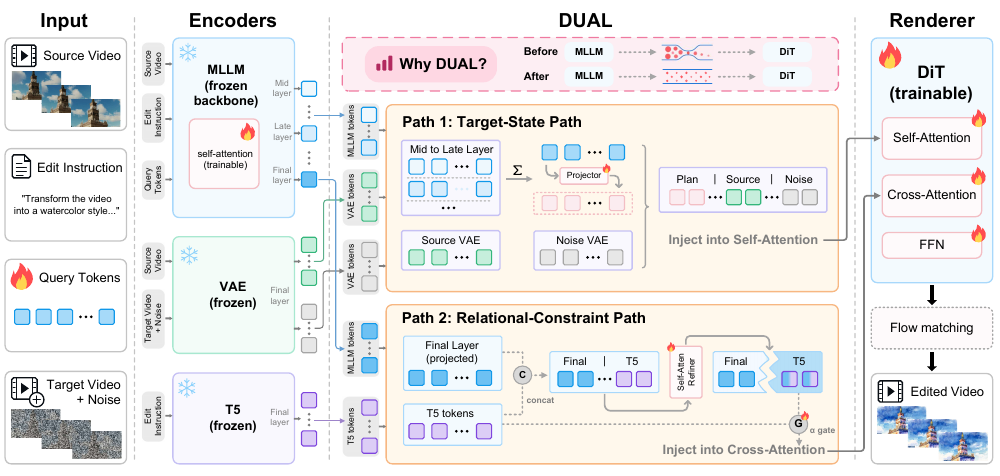 Input
Encoders
DUAL
Renderer
Source Video
Edit Instruction
"Transform the video
into a watercolor style..."
Query Tokens
Target Video
+ Noise
Source
Video
Edit
Instruction
Query
Tokens
MLLM
(frozen
backbone)
self-attention
(trainable)
Mid
layer
Late
layer
Final
layer
Source
Video
Target Video
+ Noise
VAE
(frozen)
Final
layer
Edit
Instruction
T5
(frozen)
Final
layer
Why DUAL?
Before
MLLM
DiT
After
MLLM
DiT
MLLM tokens
VAE tokens
VAE tokens
Path 1: Target-State Path
Mid to Late Layer
Σ
Projector
Source VAE
Noise VAE
Plan | Source | Noise
Inject into Self-Attention
MLLM tokens
T5 tokens
Path 2: Relational-Constraint Path
Final Layer
(projected)
T5 tokens
C
concat
Final | T5
Self-Atten
Refiner
Final
T5
G
α gate
Inject into Cross-Attention
DiT
(trainable)
Self-Attention
Cross-Attention
FFN
Flow matching
Edited Video